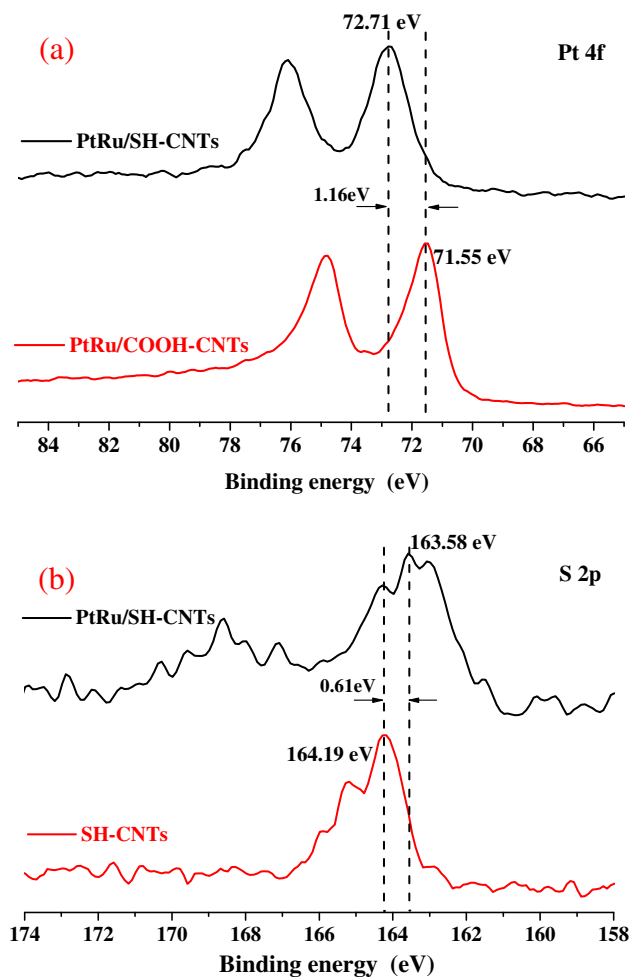 (a)
72.71 eV
Pt 4f
PtRu/SH-CNTs
1.16eV
71.55 eV
PtRu/COOH-CNTs
84 82 80 78 76 74 72 70 68 66
Binding energy (eV)
(b)
163.58 eV
S 2p
PtRu/SH-CNTs
0.61eV
164.19 eV
SH-CNTs
174 172 170 168 166 164 162 160 158
Binding energy (eV)